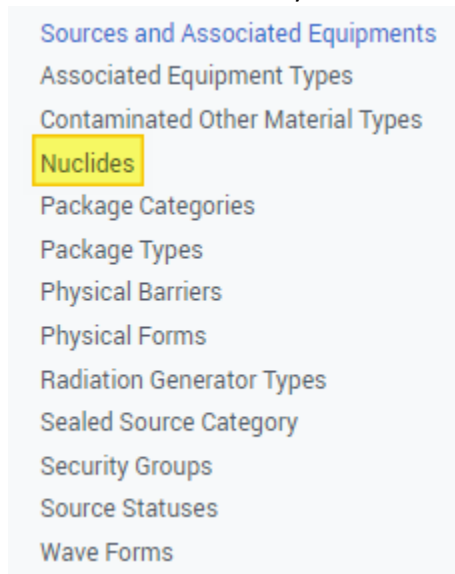 Sources and Associated Equipments
Associated Equipment Types
Contaminated Other Material Types
Nuclides
Package Categories
Package Types
Physical Barriers
Physical Forms
Radiation Generator Types
Sealed Source Category
Security Groups
Source Statuses
Wave Forms